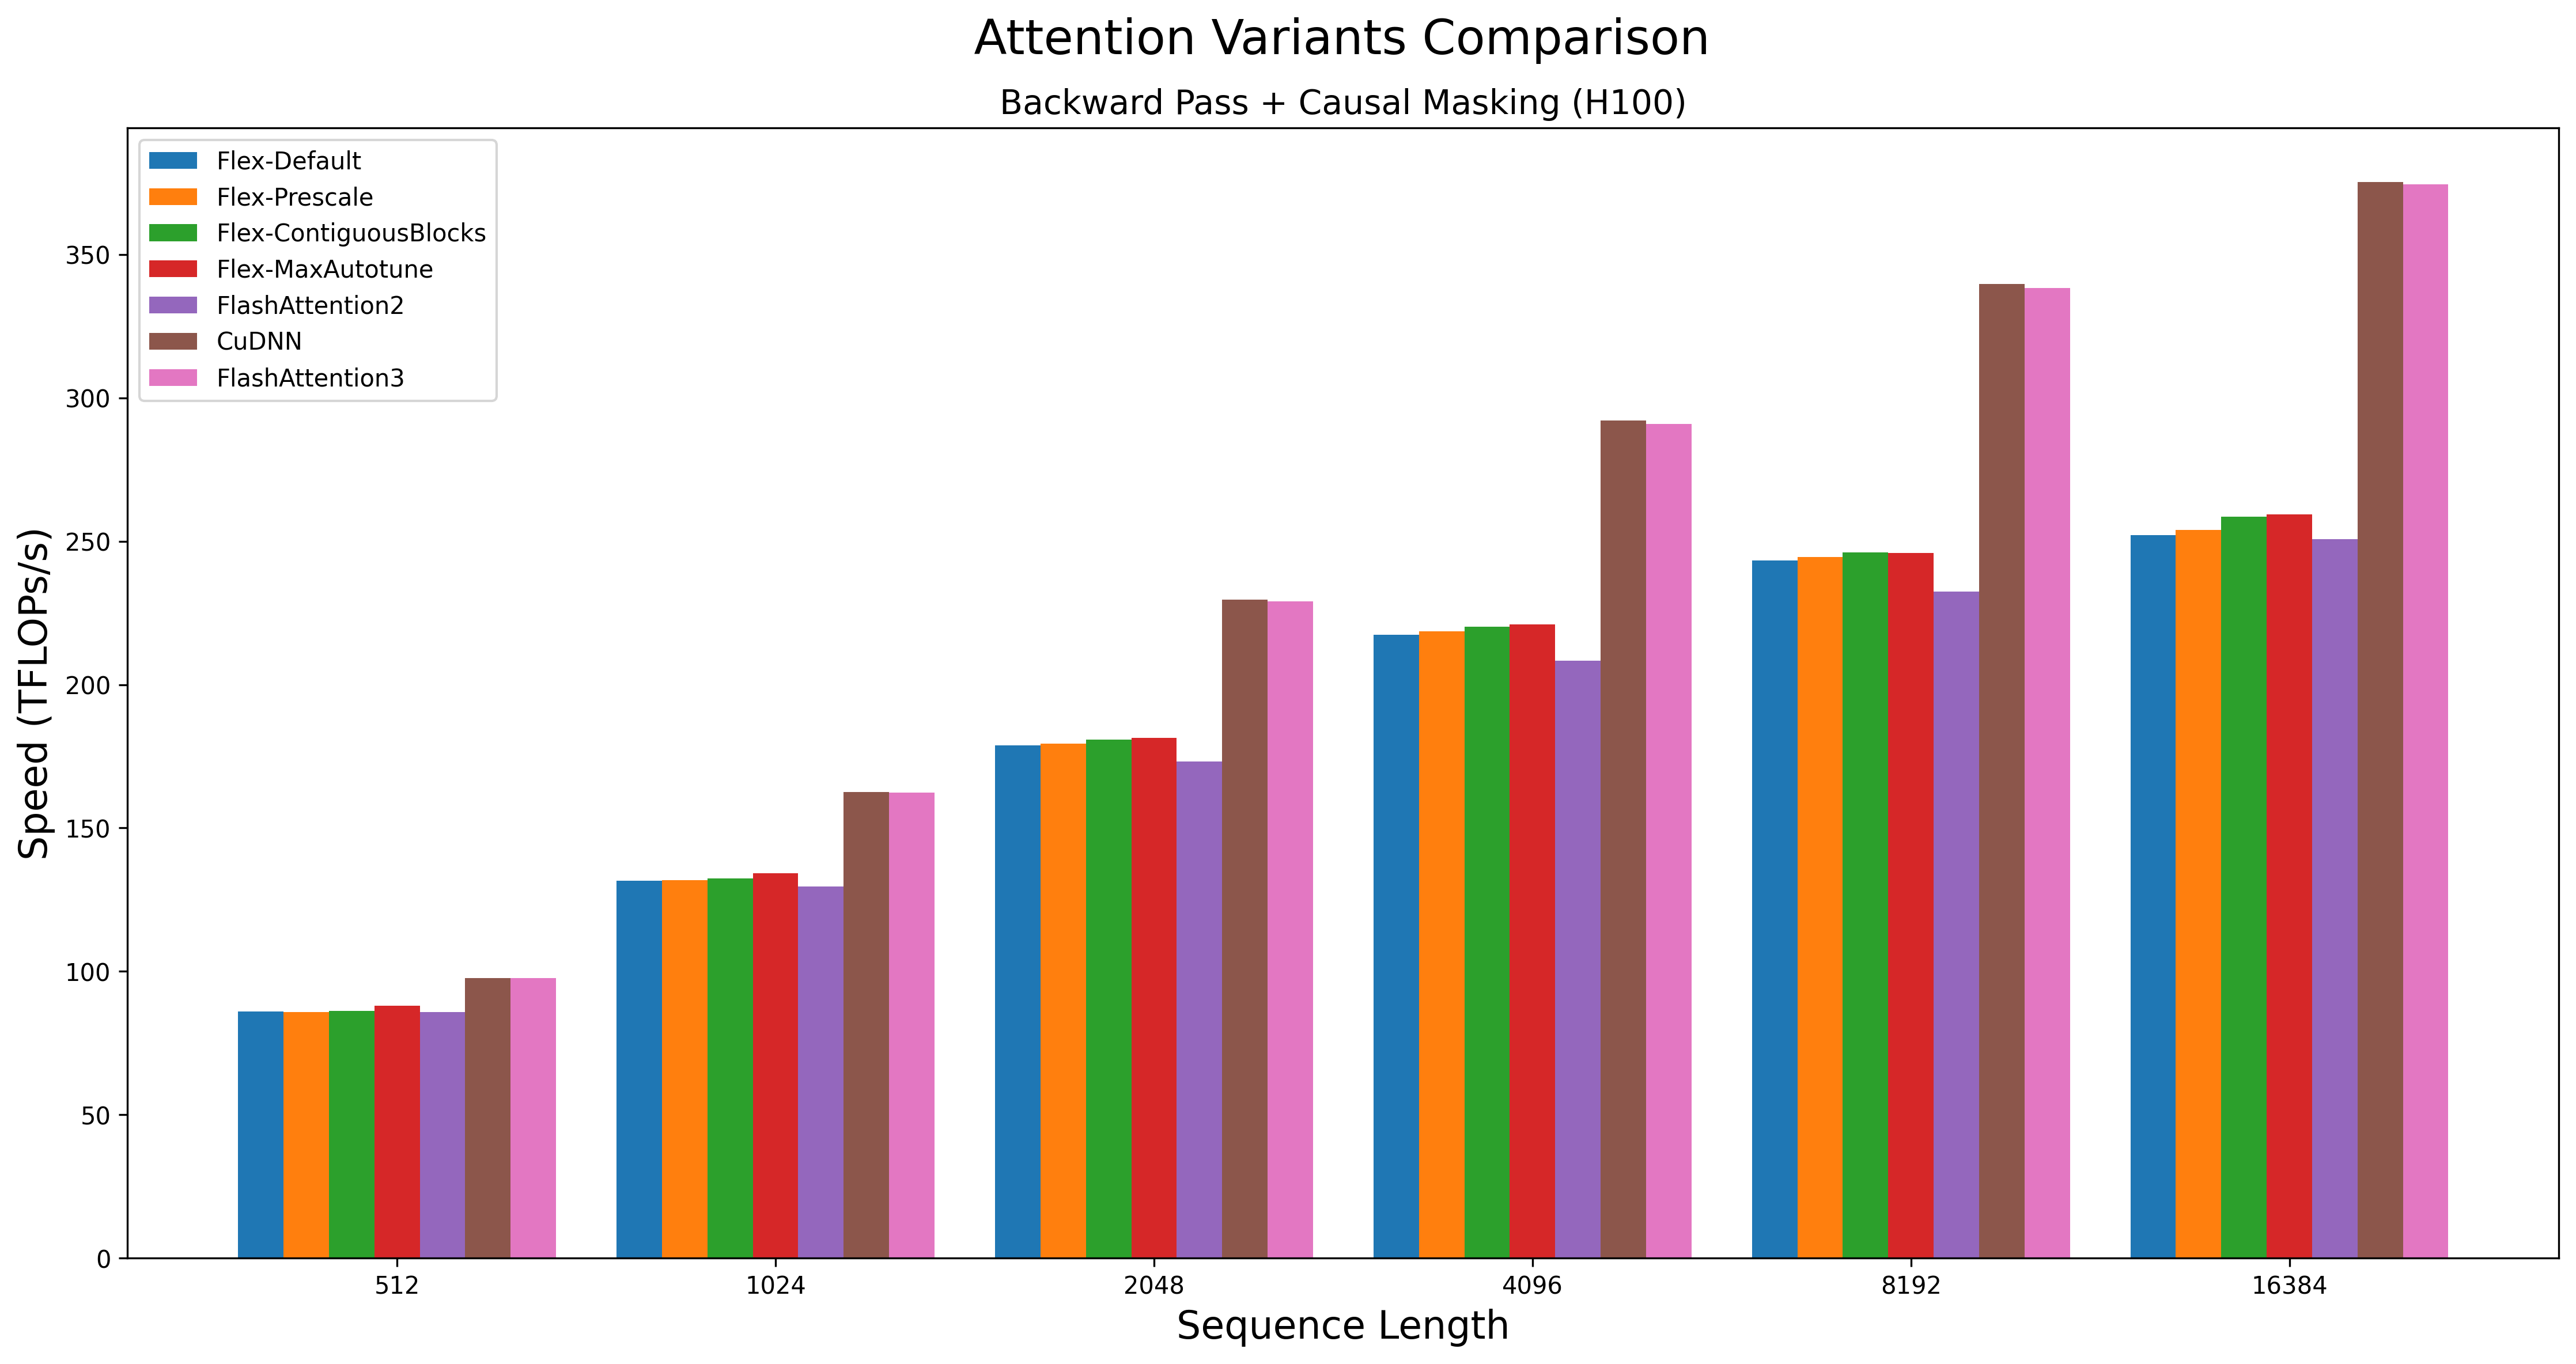 Attention Variants Comparison
Backward Pass + Causal Masking (H100)
Flex-Default
Flex-Prescale
Flex-ContiguousBlocks
Flex-MaxAutotune
FlashAttention2
CuDNN
FlashAttention3
Speed (TFLOPs/s)
350
300
250
200
150
100
50
0
512 1024 2048 4096 8192 16384
Sequence Length